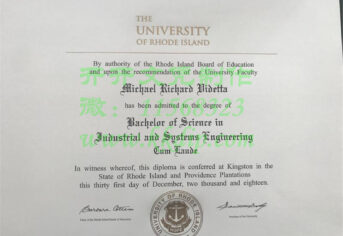 THE
UNIVERSITY
OF RHODE ISLAND
By authority of the Rhode Island Board of Education
and upon the recommendation of the University Faculty
Michael Richard Videtta
has been admitted to the degree of
Bachelor of Science in
Industrial and Systems Engineering
Cum Laude
In witness whereof, this diploma is conferred at Kingston in the
State of Rhode Island and Providence Plantations
this thirty first day of December, two thousand and eighteen.